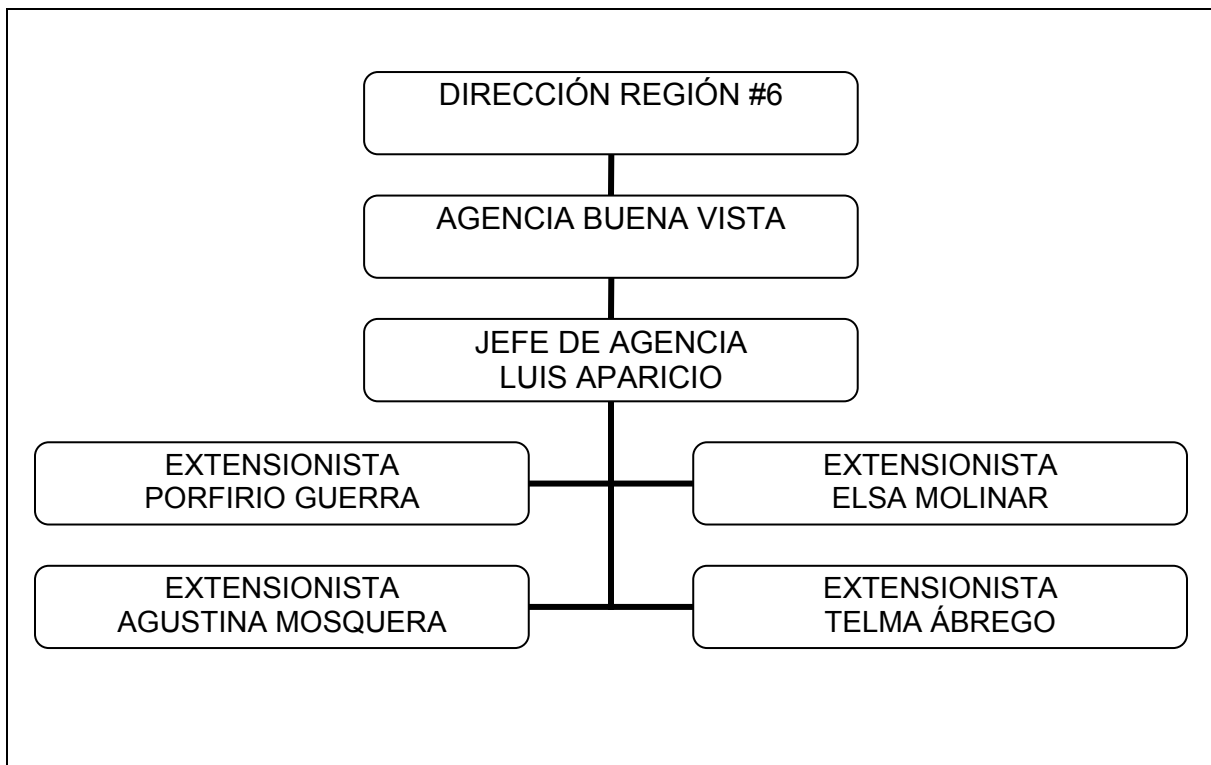 DIRECCIÓN REGIÓN #6
AGENCIA BUENA VISTA
JEFE DE AGENCIA
LUIS APARICIO
EXTENSIONISTA
PORFIRIO GUERRA
EXTENSIONISTA
ELSA MOLINAR
EXTENSIONISTA
AGUSTINA MOSQUERA
EXTENSIONISTA
TELMA ÁBREGO